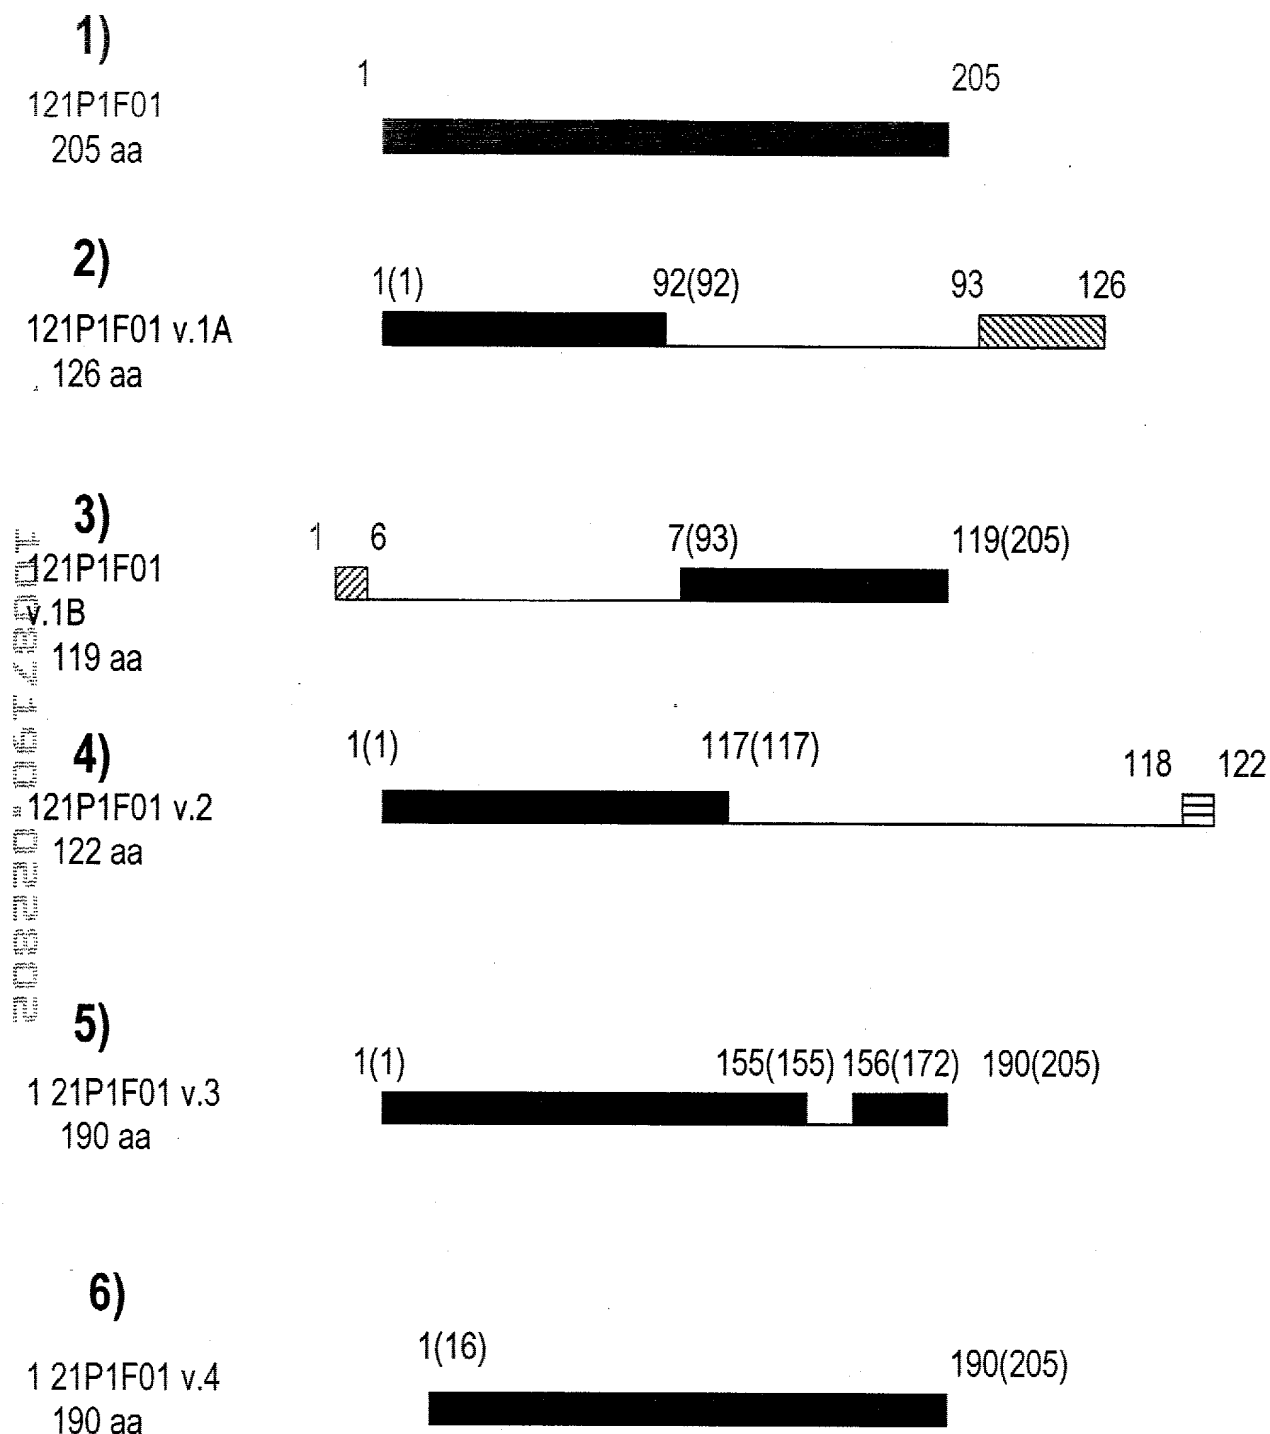 1)
1 205
121P1F01
205 aa
2)
1(1) 92(92) 93 126
121P1F01 v.1A
126 aa
3)
1 6 7(93) 119(205)
121P1F01
v.1B
119 aa
4)
1(1) 117(117) 118 122
121P1F01 v.2
122 aa
5)
1(1) 155(155) 156(172) 190(205)
1 21P1F01 v.3
190 aa
6)
1(16) 190(205)
1 21P1F01 v.4
190 aa
10087190.022802